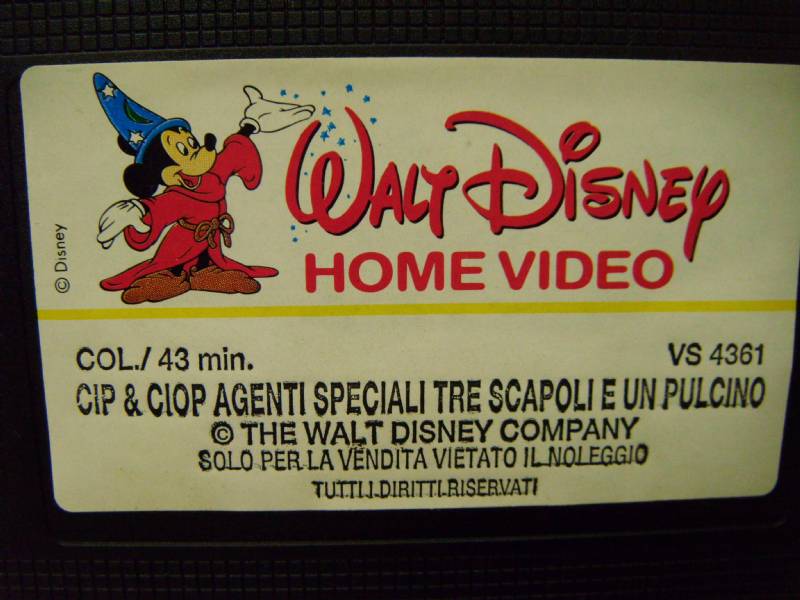 © Disney
WALT DISNEY
HOME VIDEO
COL./ 43 min.
VS 4361
CIP & CIOP AGENTI SPECIALI TRE SCAPOLI E UN PULCINO
© THE WALT DISNEY COMPANY
SOLO PER LA VENDITA VIETATO IL NOLEGGIO
TUTTI I DIRITTI RISERVATI